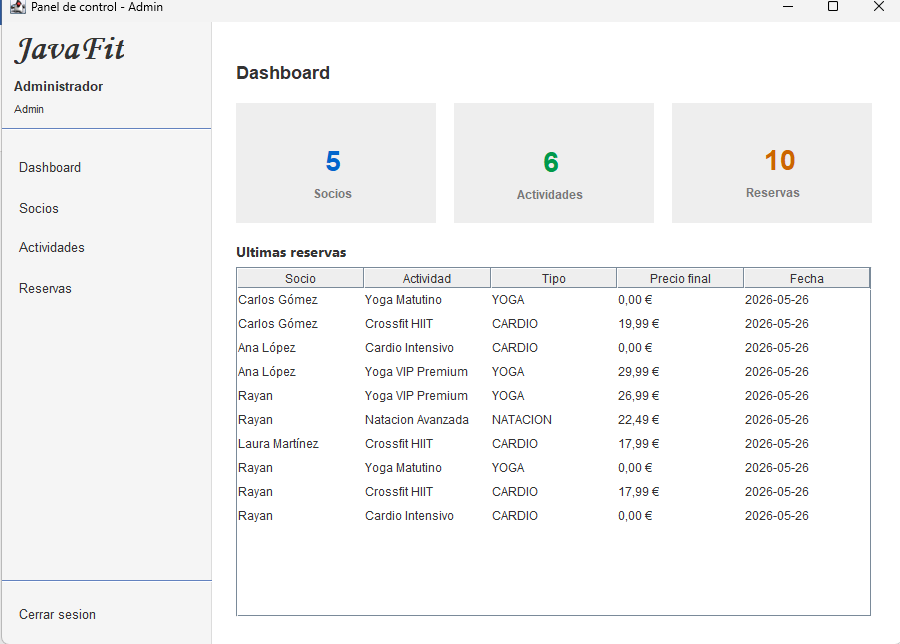 Panel de control - Admin
JavaFit
Administrador
Admin
Dashboard
Socios
Actividades
Reservas
Cerrar sesion
Dashboard
5
Socios
6
Actividades
10
Reservas
Ultimas reservas
Socio Actividad Tipo Precio final Fecha
Carlos Gómez Yoga Matutino YOGA 0,00 € 2026-05-26
Carlos Gómez Crossfit HIIT CARDIO 19,99 € 2026-05-26
Ana López Cardio Intensivo CARDIO 0,00 € 2026-05-26
Ana López Yoga VIP Premium YOGA 29,99 € 2026-05-26
Rayan Yoga VIP Premium YOGA 26,99 € 2026-05-26
Rayan Natacion Avanzada NATACION 22,49 € 2026-05-26
Laura Martínez Crossfit HIIT CARDIO 17,99 € 2026-05-26
Rayan Yoga Matutino YOGA 0,00 € 2026-05-26
Rayan Crossfit HIIT CARDIO 17,99 € 2026-05-26
Rayan Cardio Intensivo CARDIO 0,00 € 2026-05-26